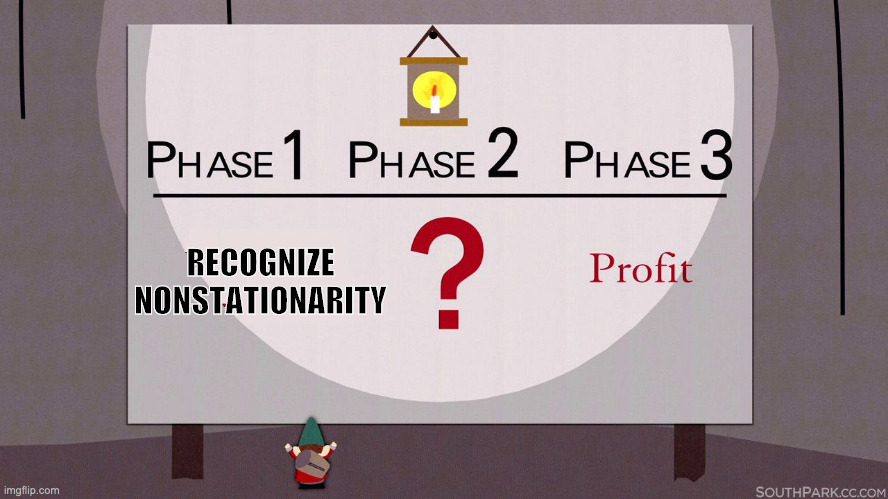 PHASE 1 PHASE 2 PHASE 3
RECOGNIZE
NONSTATIONARITY
?
Profit
imgflip.com
SOUTHPARK.CC.COM